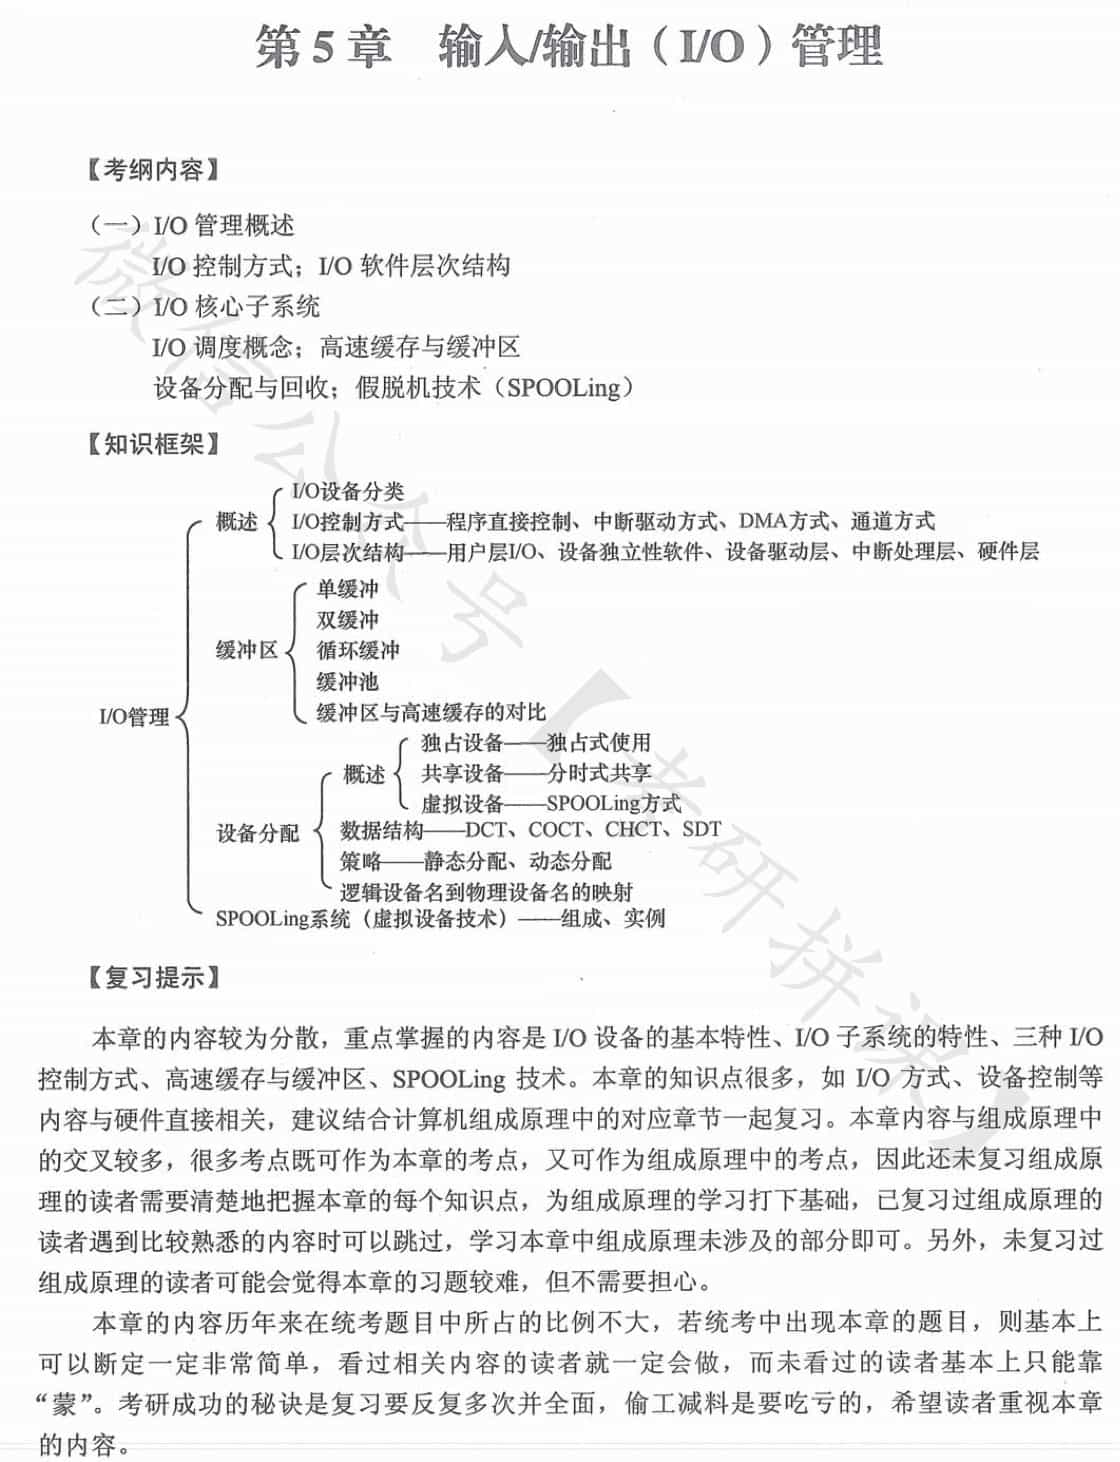 第 5 章 输入/输出（I/O）管理
【考纲内容】
（一）I/O 管理概述
I/O 控制方式；I/O 软件层次结构
（二）I/O 核心子系统
I/O 调度概念；高速缓存与缓冲区
设备分配与回收；假脱机技术（SPOOLing）
【知识框架】
I/O管理
概述
I/O设备分类
I/O控制方式——程序直接控制、中断驱动方式、DMA方式、通道方式
I/O层次结构——用户层I/O、设备独立性软件、设备驱动层、中断处理层、硬件层
缓冲区
单缓冲
双缓冲
循环缓冲
缓冲池
缓冲区与高速缓存的对比
设备分配
概述
独占设备——独占式使用
共享设备——分时式共享
虚拟设备——SPOOLing方式
数据结构——DCT、COCT、CHCT、SDT
策略——静态分配、动态分配
逻辑设备名到物理设备名的映射
SPOOLing系统（虚拟设备技术）——组成、实例
【复习提示】
本章的内容较为分散，重点掌握的内容是 I/O 设备的基本特性、I/O 子系统的特性、三种 I/O
控制方式、高速缓存与缓冲区、SPOOLing 技术。本章的知识点很多，如 I/O 方式、设备控制等
内容与硬件直接相关，建议结合计算机组成原理中的对应章节一起复习。本章内容与组成原理中
的交叉较多，很多考点既可作为本章的考点，又可作为组成原理中的考点，因此还未复习组成原
理的读者需要清楚地把握本章的每个知识点，为组成原理的学习打下基础，已复习过组成原理的
读者遇到比较熟悉的内容时可以跳过，学习本章中组成原理未涉及的部分即可。另外，未复习过
组成原理的读者可能会觉得本章的习题较难，但不需要担心。
本章的内容历年来在统考题目中所占的比例不大，若统考中出现本章的题目，则基本上
可以断定一定非常简单，看过相关内容的读者就一定会做，而未看过的读者基本上只能靠
“蒙”。考研成功的秘诀是复习要反复多次并全面，偷工减料是要吃亏的，希望读者重视本章
的内容。
微信公众号【考研拼课】